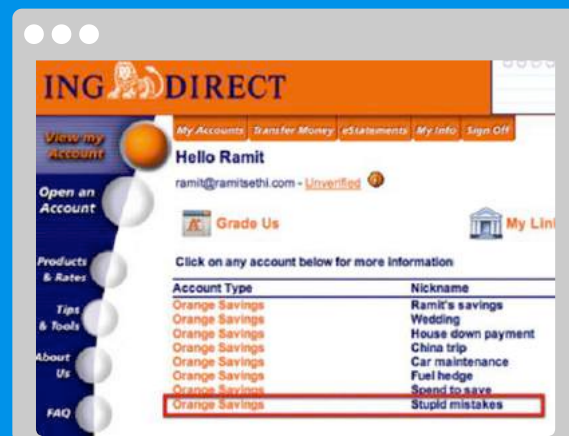 ING DIRECT
View my
Account
My Accounts Transfer Money eStatements My Info Sign Off
Hello Ramit
ramit@ramitsethi.com - Unverified
Open an
Account
Grade Us
My Lin
Products
& Rates
Click on any account below for more information
Account Type Nickname
Orange Savings Ramit's savings
Orange Savings Wedding
Orange Savings House down payment
Orange Savings China trip
Orange Savings Car maintenance
Orange Savings Fuel hedge
Orange Savings Spend to save
Orange Savings Stupid mistakes
Tips
& Tools
About
Us
FAQ